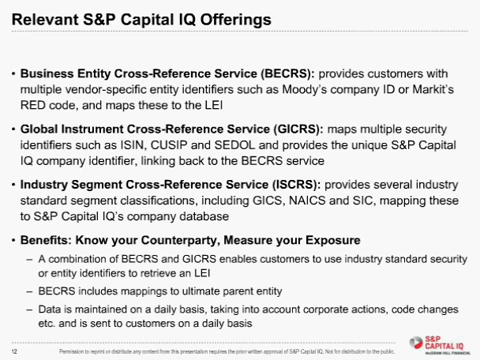 Relevant S&P Capital IQ Offerings
• Business Entity Cross-Reference Service (BECRS): provides customers with
multiple vendor-specific entity identifiers such as Moody's company ID or Markit's
RED code, and maps these to the LEI
• Global Instrument Cross-Reference Service (GICRS): maps multiple security
identifiers such as ISIN, CUSIP and SEDOL and provides the unique S&P Capital
IQ company identifier, linking back to the BECRS service
• Industry Segment Cross-Reference Service (ISCRS): provides several industry
standard segment classifications, including GICS, NAICS and SIC, mapping these
to S&P Capital IQ's company database
• Benefits: Know your Counterparty, Measure your Exposure
– A combination of BECRS and GICRS enables customers to use industry standard security
or entity identifiers to retrieve an LEI
– BECRS includes mappings to ultimate parent entity
– Data is maintained on a daily basis, taking into account corporate actions, code changes
etc. and is sent to customers on a daily basis
12
Permission to reprint or distribute any content from this presentation requires the prior written approval of S&P Capital IQ. Not for distribution to the public.
S&P
CAPITAL IQ
McGRAW HILL FINANCIAL